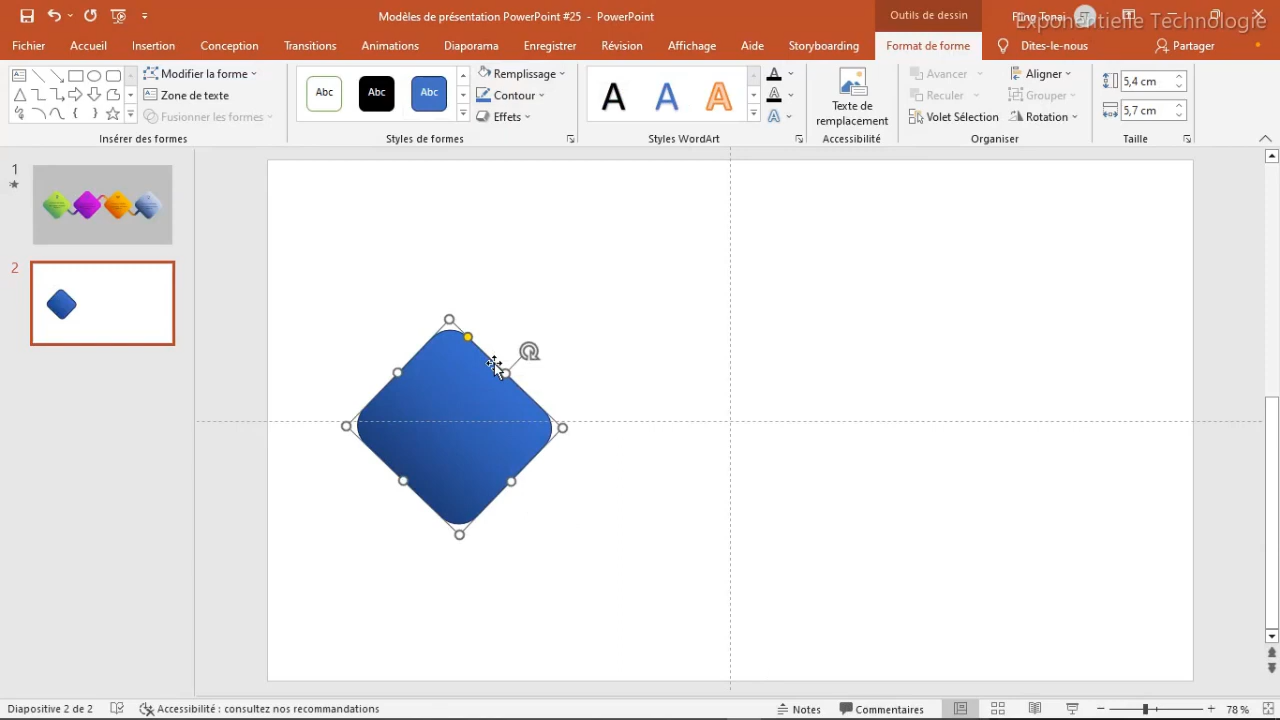 Modèles de présentation PowerPoint #25 - PowerPoint
Outils de dessin
Exponentielle Technologie
Fichier Accueil Insertion Conception Transitions Animations Diaporama Enregistrer Révision Affichage Aide Storyboarding Format de forme Dites-le-nous Partager
Modifier la forme
Zone de texte
Fusionner les formes
Insérer des formes
Abc Abc Abc
Remplissage
Contour
Effets
Styles de formes
A A A
A
A
A
Styles WordArt
Texte de
remplacement
Accessibilité
Avancer
Reculer
Volet Sélection
Aligner
Grouper
Rotation
Organiser
5,4 cm
5,7 cm
Taille
1
2
Diapositive 2 de 2
Accessibilité : consultez nos recommandations
Notes
Commentaires
78 %